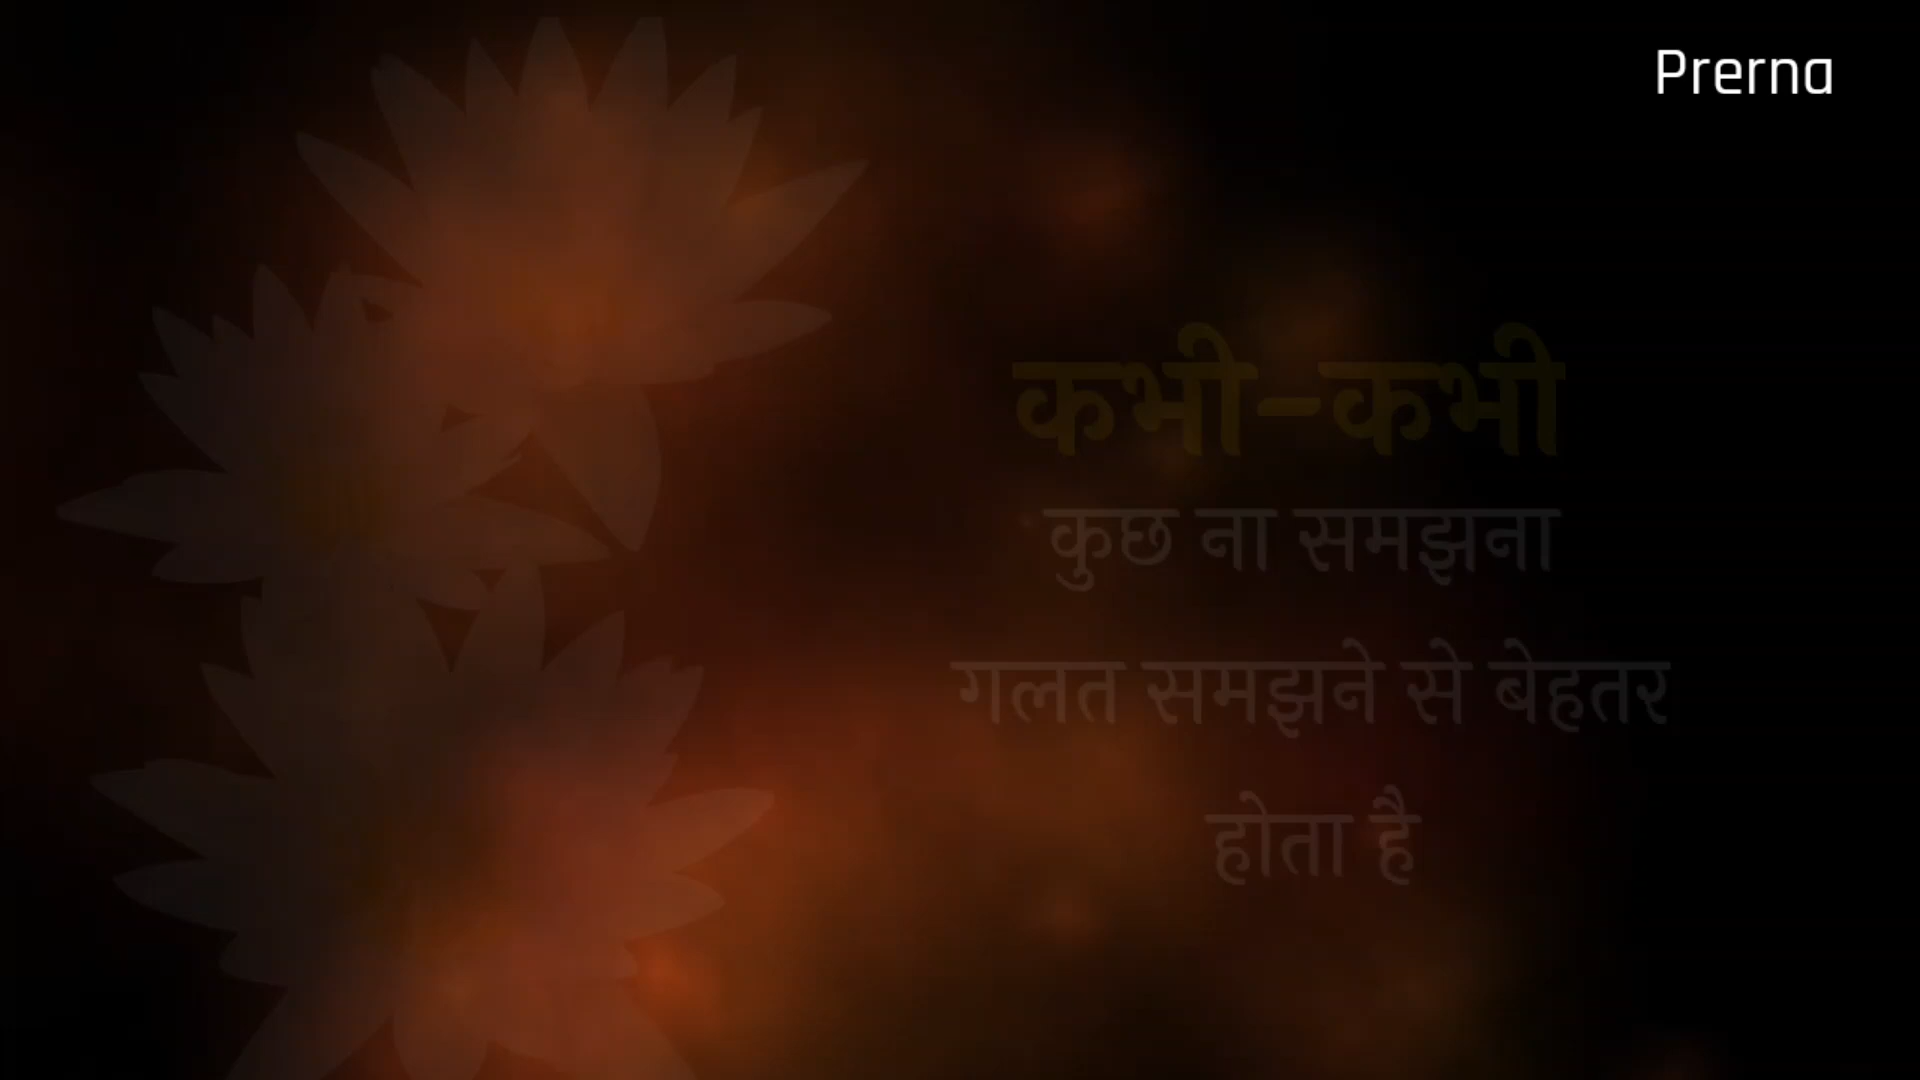 Prerna
कभी-कभी
कुछ ना समझना
गलत समझने से बेहतर
होता है